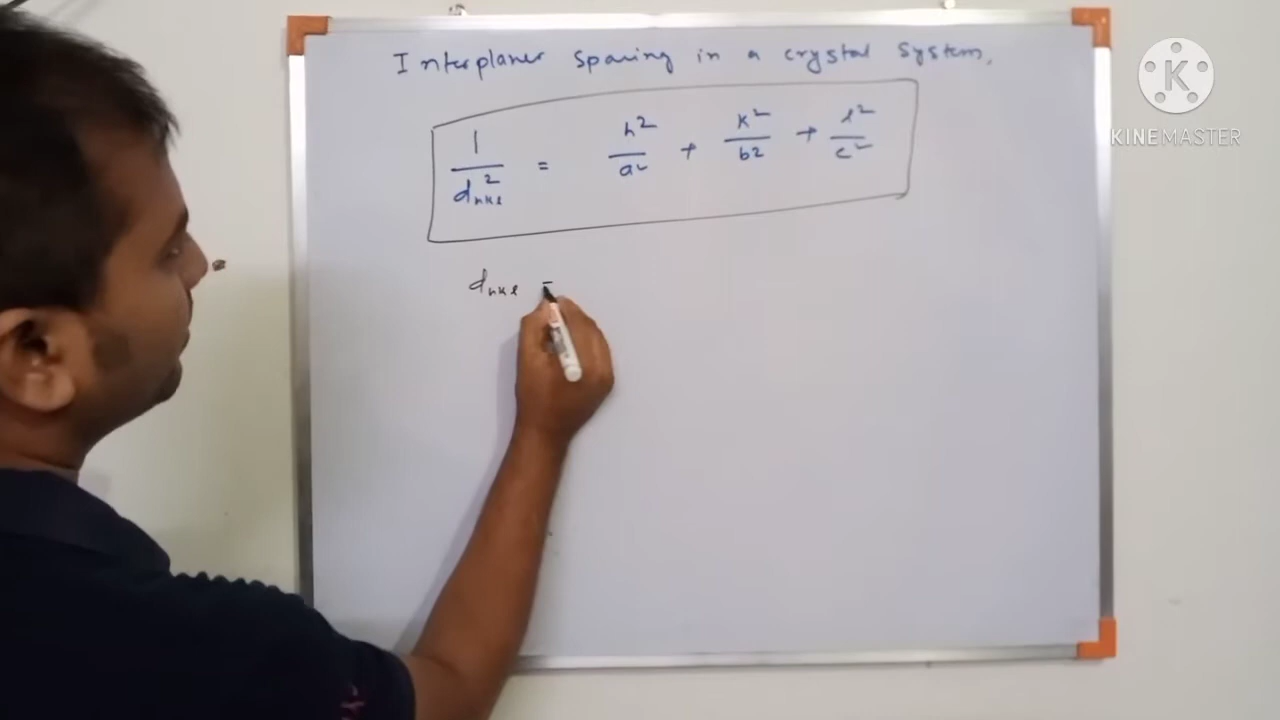 Interplaner Spacing in a crystal System,
1/d_hkl^2 = h^2/a^2 + k^2/b^2 + l^2/c^2
d_hkl =
K
KINEMASTER